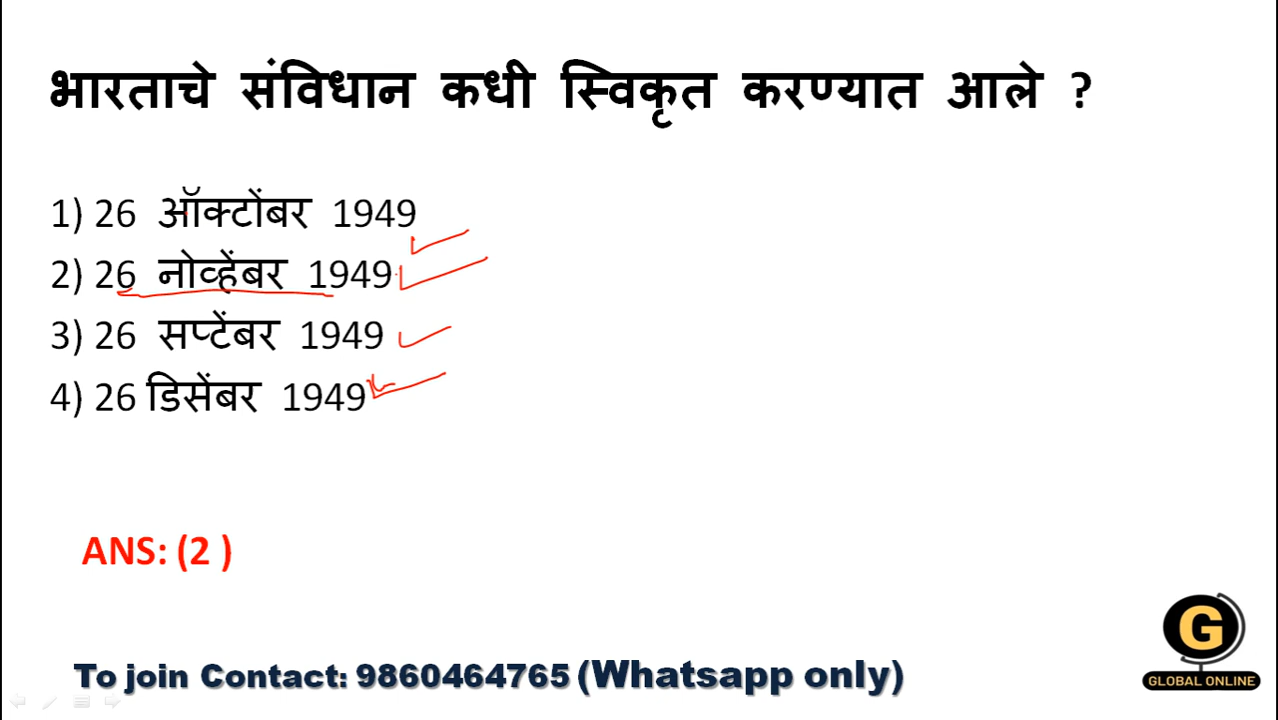 भारताचे संविधान कधी स्विकृत करण्यात आले ?
1) 26 ऑक्टोंबर 1949
2) 26 नोव्हेंबर 1949
3) 26 सप्टेंबर 1949
4) 26 डिसेंबर 1949
ANS: (2 )
To join Contact: 9860464765 (Whatsapp only)
G
GLOBAL ONLINE